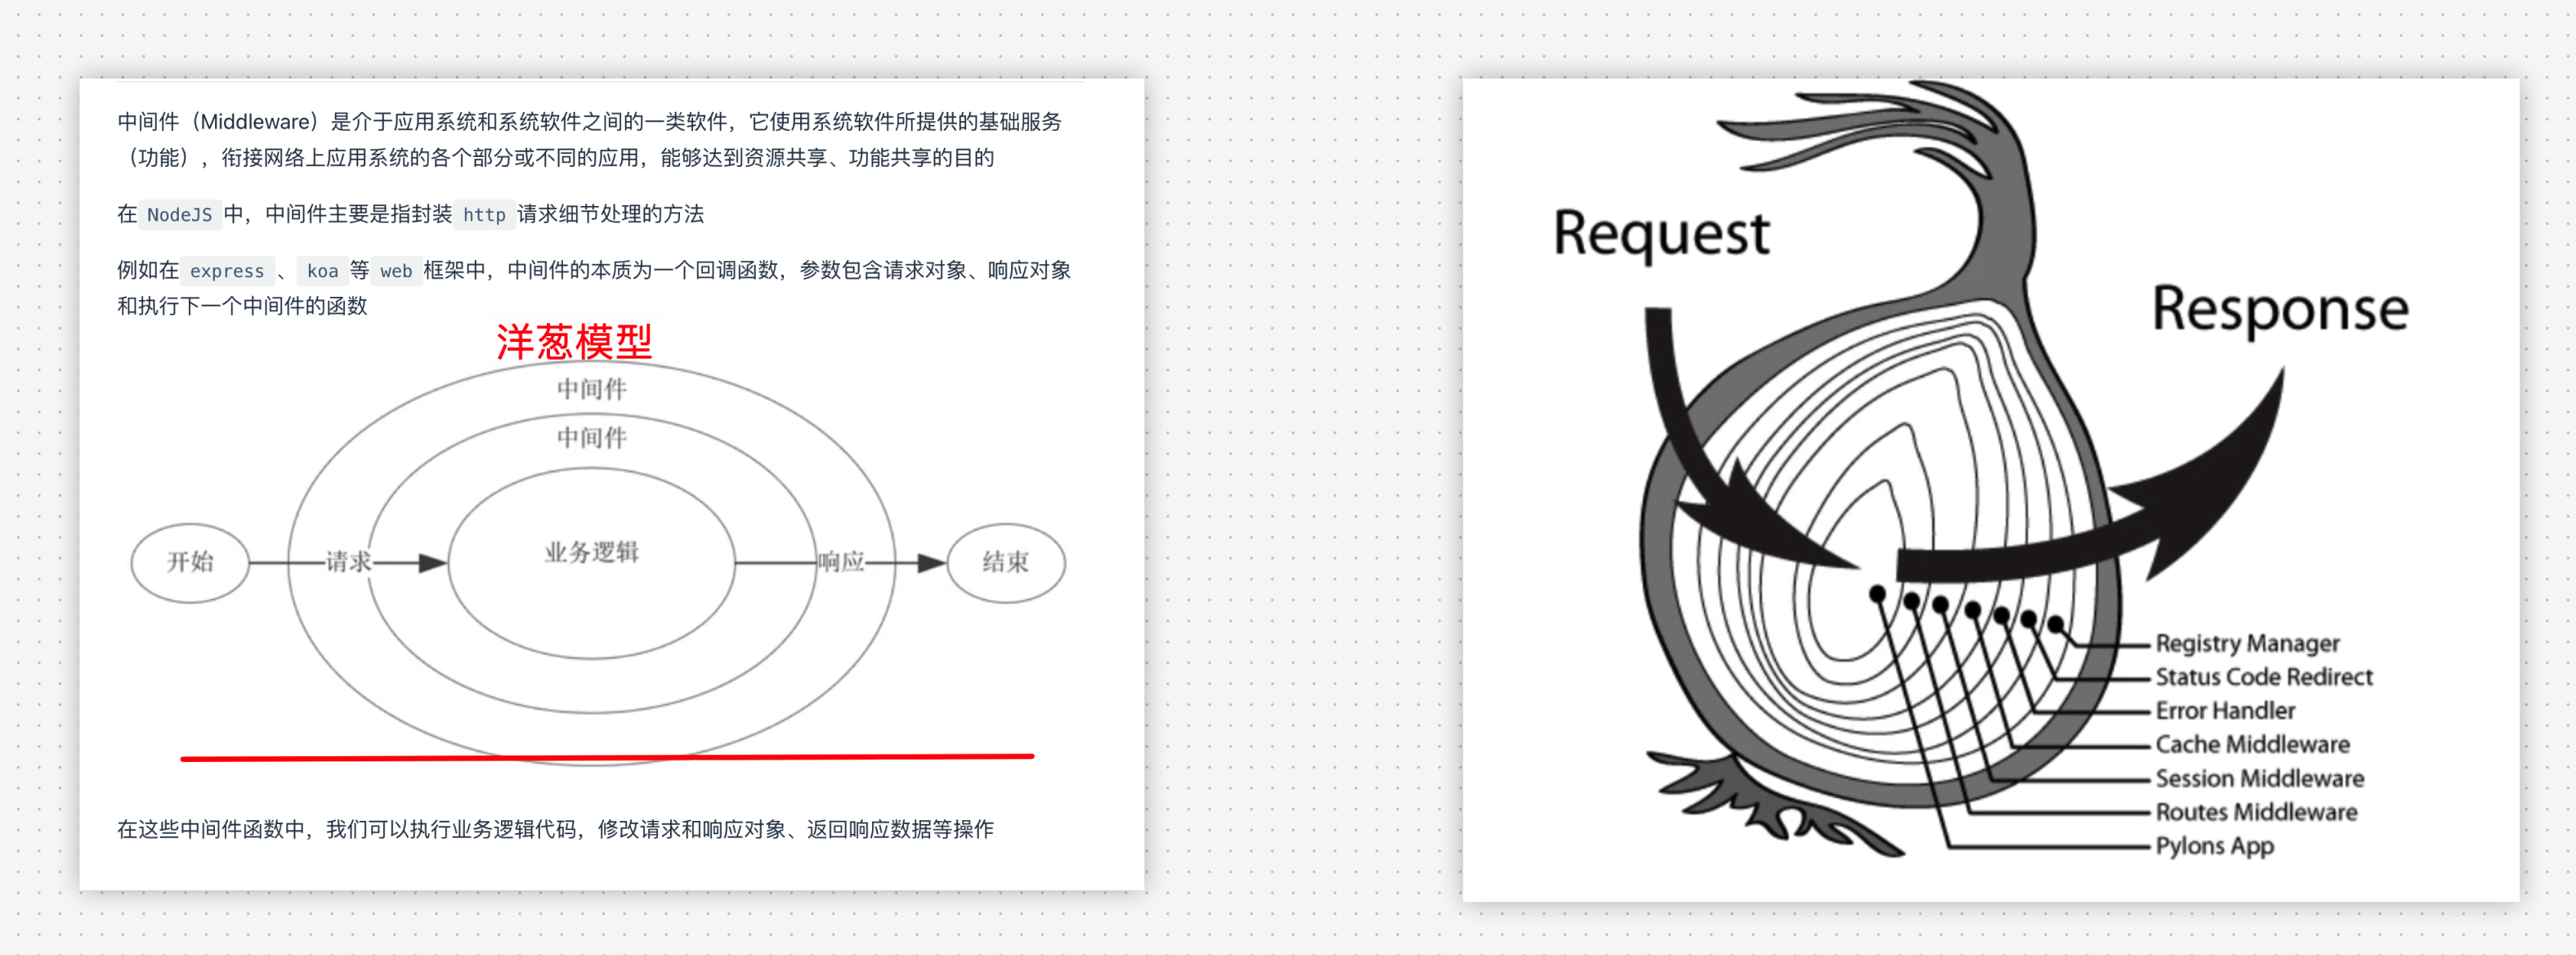 中间件（Middleware）是介于应用系统和系统软件之间的一类软件，它使用系统软件所提供的基础服务
（功能），衔接网络上应用系统的各个部分或不同的应用，能够达到资源共享、功能共享的目的
在 NodeJS 中，中间件主要是指封装 http 请求细节处理的方法
例如在 express 、 koa 等 web 框架中，中间件的本质为一个回调函数，参数包含请求对象、响应对象
和执行下一个中间件的函数
洋葱模型
中间件
中间件
开始
请求
业务逻辑
响应
结束
在这些中间件函数中，我们可以执行业务逻辑代码，修改请求和响应对象、返回响应数据等操作
Request
Response
Registry Manager
Status Code Redirect
Error Handler
Cache Middleware
Session Middleware
Routes Middleware
Pylons App